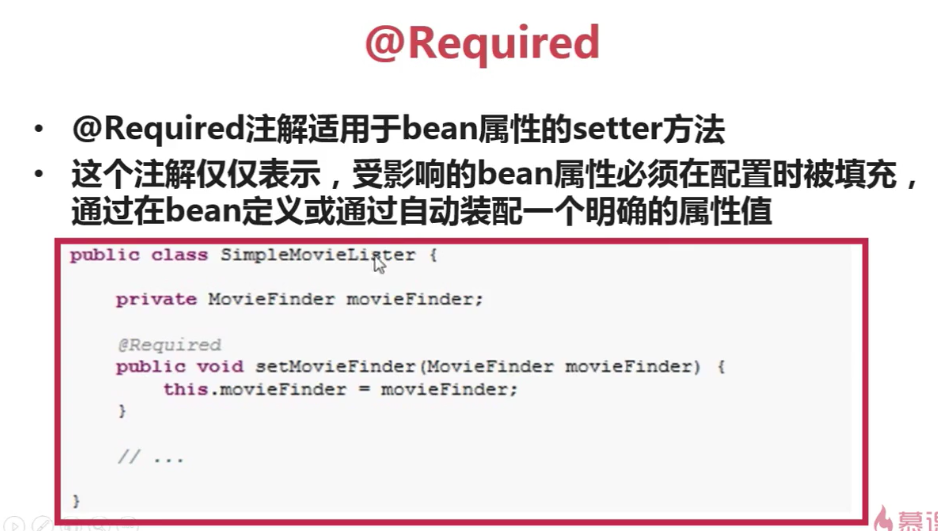 @Required
• @Required注解适用于bean属性的setter方法
• 这个注解仅仅表示，受影响的bean属性必须在配置时被填充，
通过在bean定义或通过自动装配一个明确的属性值
public class SimpleMovieLister {
private MovieFinder movieFinder;
@Required
public void setMovieFinder(MovieFinder movieFinder) {
this.movieFinder = movieFinder;
}
// ...
}
慕课